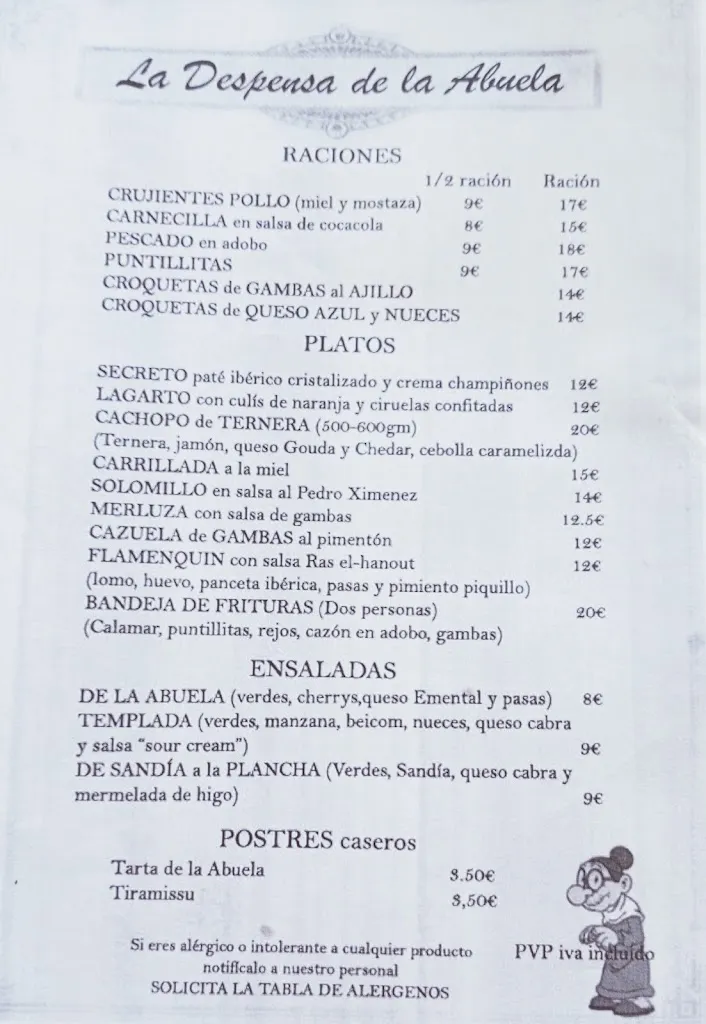 La Despensa de la Abuela
RACIONES
1/2 ración Ración
CRUJIENTES POLLO (miel y mostaza) 9€ 17€
CARNECILLA en salsa de cocacola 8€ 15€
PESCADO en adobo 9€ 18€
PUNTILLITAS 9€ 17€
CROQUETAS de GAMBAS al AJILLO 14€
CROQUETAS de QUESO AZUL y NUECES 14€
PLATOS
SECRETO paté ibérico cristalizado y crema champiñones 12€
LAGARTO con culís de naranja y ciruelas confitadas 12€
CACHOPO de TERNERA (500-600gm) 20€
(Ternera, jamón, queso Gouda y Chedar, cebolla caramelizda)
CARRILLADA a la miel 15€
SOLOMILLO en salsa al Pedro Ximenez 14€
MERLUZA con salsa de gambas 12.5€
CAZUELA de GAMBAS al pimentón 12€
FLAMENQUIN con salsa Ras el-hanout 12€
(lomo, huevo, panceta ibérica, pasas y pimiento piquillo)
BANDEJA DE FRITURAS (Dos personas) 20€
(Calamar, puntillitas, rejos, cazón en adobo, gambas)
ENSALADAS
DE LA ABUELA (verdes, cherrys,queso Emental y pasas) 8€
TEMPLADA (verdes, manzana, beicom, nueces, queso cabra
y salsa "sour cream") 9€
DE SANDÍA a la PLANCHA (Verdes, Sandía, queso cabra y
mermelada de higo) 9€
POSTRES caseros
Tarta de la Abuela 3.50€
Tiramissu 3,50€
Si eres alérgico o intolerante a cualquier producto
notifícalo a nuestro personal
SOLICITA LA TABLA DE ALERGENOS
PVP iva incluído